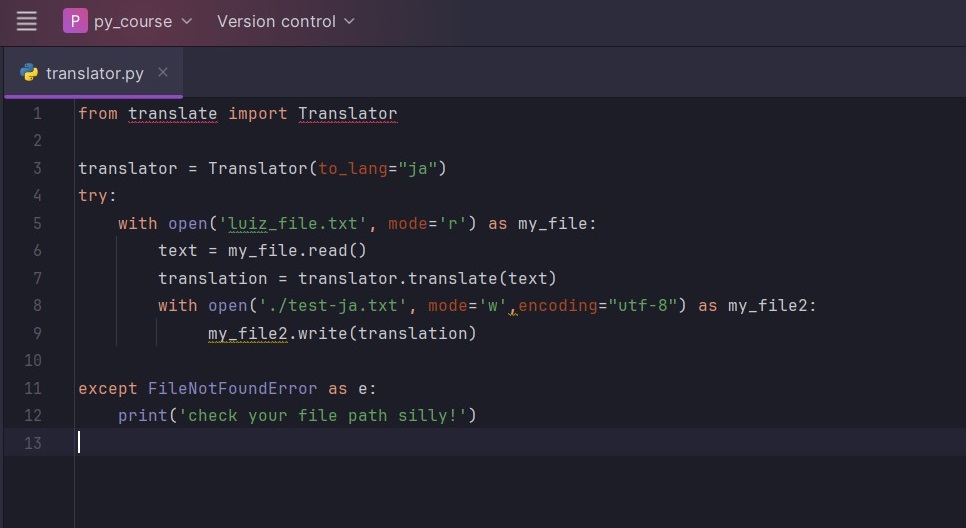 P py_course Version control
translator.py
1 from translate import Translator
2
3 translator = Translator(to_lang="ja")
4 try:
5     with open('luiz_file.txt', mode='r') as my_file:
6         text = my_file.read()
7         translation = translator.translate(text)
8         with open('./test-ja.txt', mode='w',encoding="utf-8") as my_file2:
9              my_file2.write(translation)
10
11 except FileNotFoundError as e:
12     print('check your file path silly!')
13